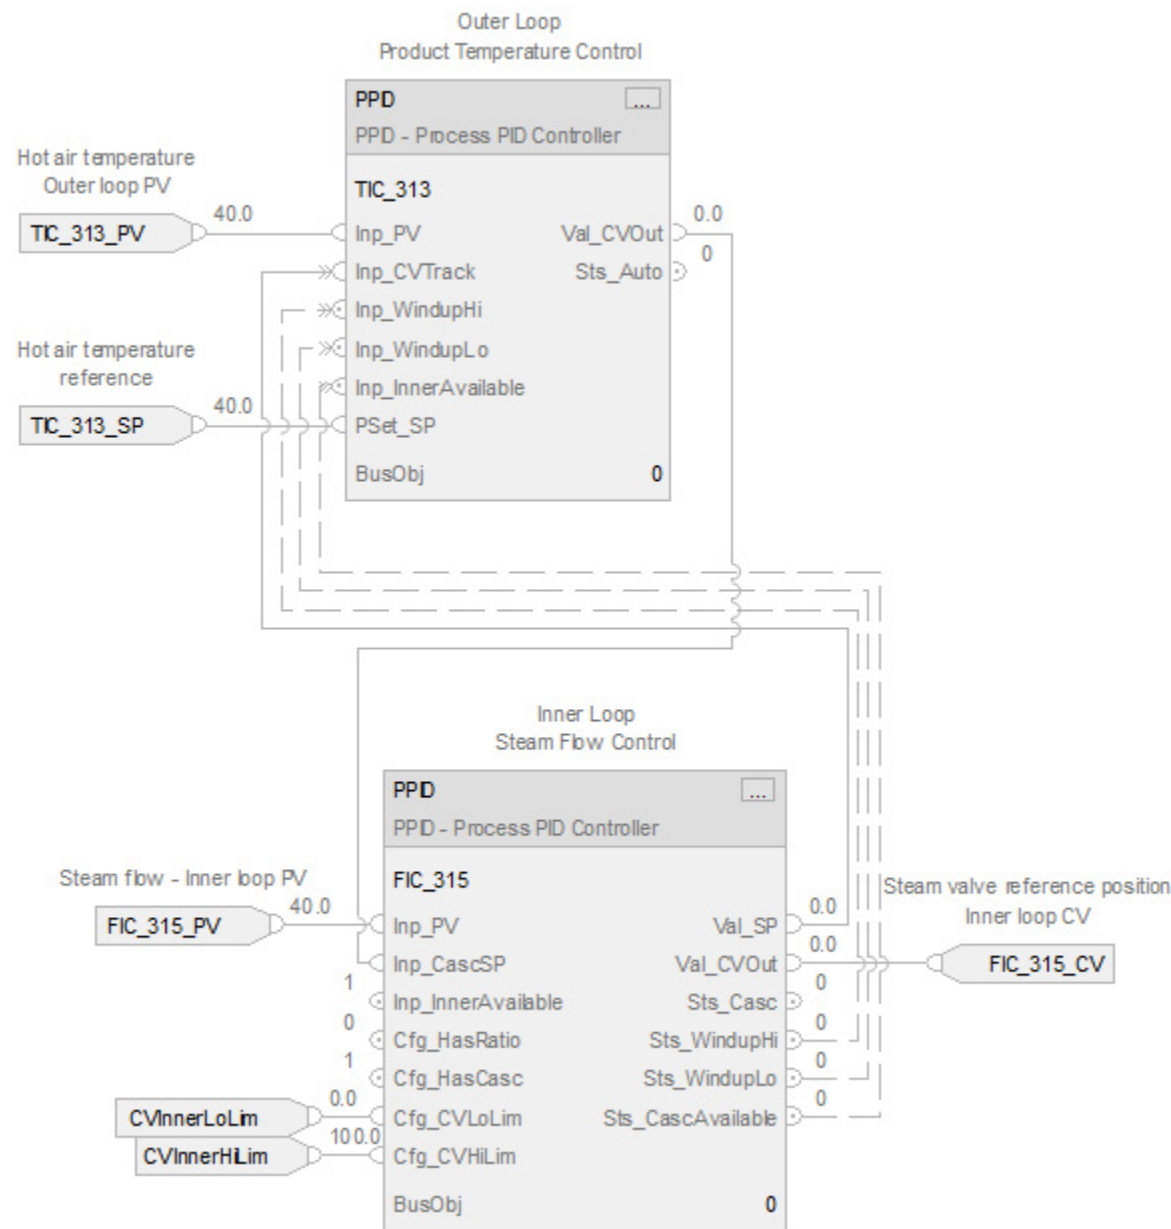 Outer Loop
Product Temperature Control
PPID
...
PPID - Process PID Controller
Hot air temperature
Outer loop PV
TIC_313_PV
40.0
TIC_313
Inp_PV
Val_CVOut
0.0
Inp_CVTrack
Sts_Auto
0
Inp_WindupHi
Inp_WindupLo
Inp_InnerAvailable
Hot air temperature
reference
TIC_313_SP
40.0
PSet_SP
BusObj
0
Inner Loop
Steam Flow Control
PPID
...
PPID - Process PID Controller
FIC_315
Steam flow - Inner loop PV
FIC_315_PV
40.0
Inp_PV
Val_SP
0.0
Steam valve reference position
Inner loop CV
Inp_CascSP
Val_CVOut
0.0
FIC_315_CV
1
Inp_InnerAvailable
Sts_Casc
0
0
Cfg_HasRatio
Sts_WindupHi
0
1
Cfg_HasCasc
Sts_WindupLo
0
CVInnerLoLim
0.0
Cfg_CVLoLim
Sts_CascAvailable
0
CVInnerHiLim
100.0
Cfg_CVHiLim
BusObj
0